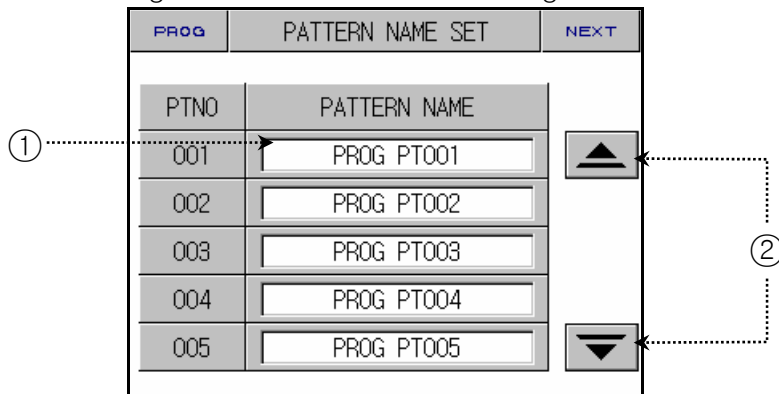 PROG PATTERN NAME SET NEXT
PTNO PATTERN NAME
① 001 PROG PT001
002 PROG PT002
②
003 PROG PT003
004 PROG PT004
005 PROG PT005